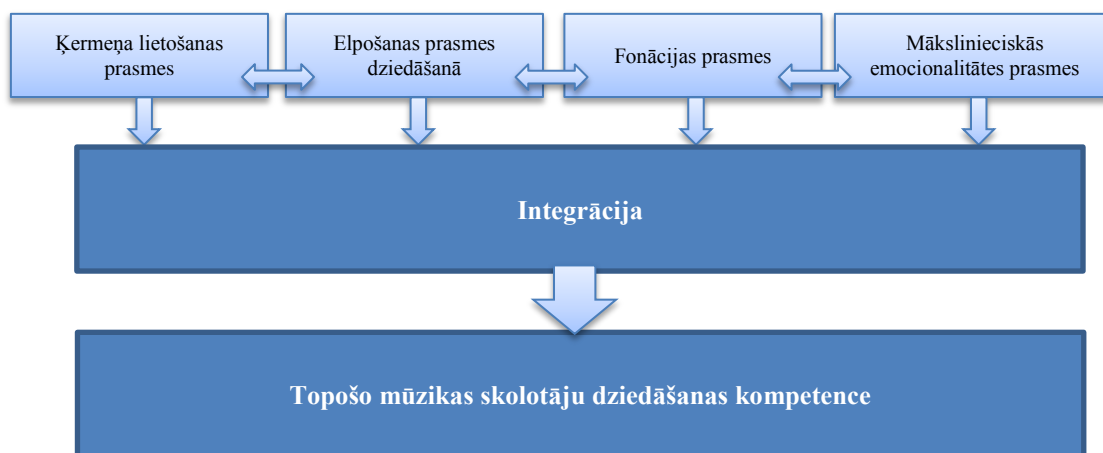 Ķermeņa lietošanas
prasmes
Elpošanas prasmes
dziedāšanā
Fonācijas prasmes
Mākslinieciskās
emocionalitātes prasmes
Integrācija
Topošo mūzikas skolotāju dziedāšanas kompetence